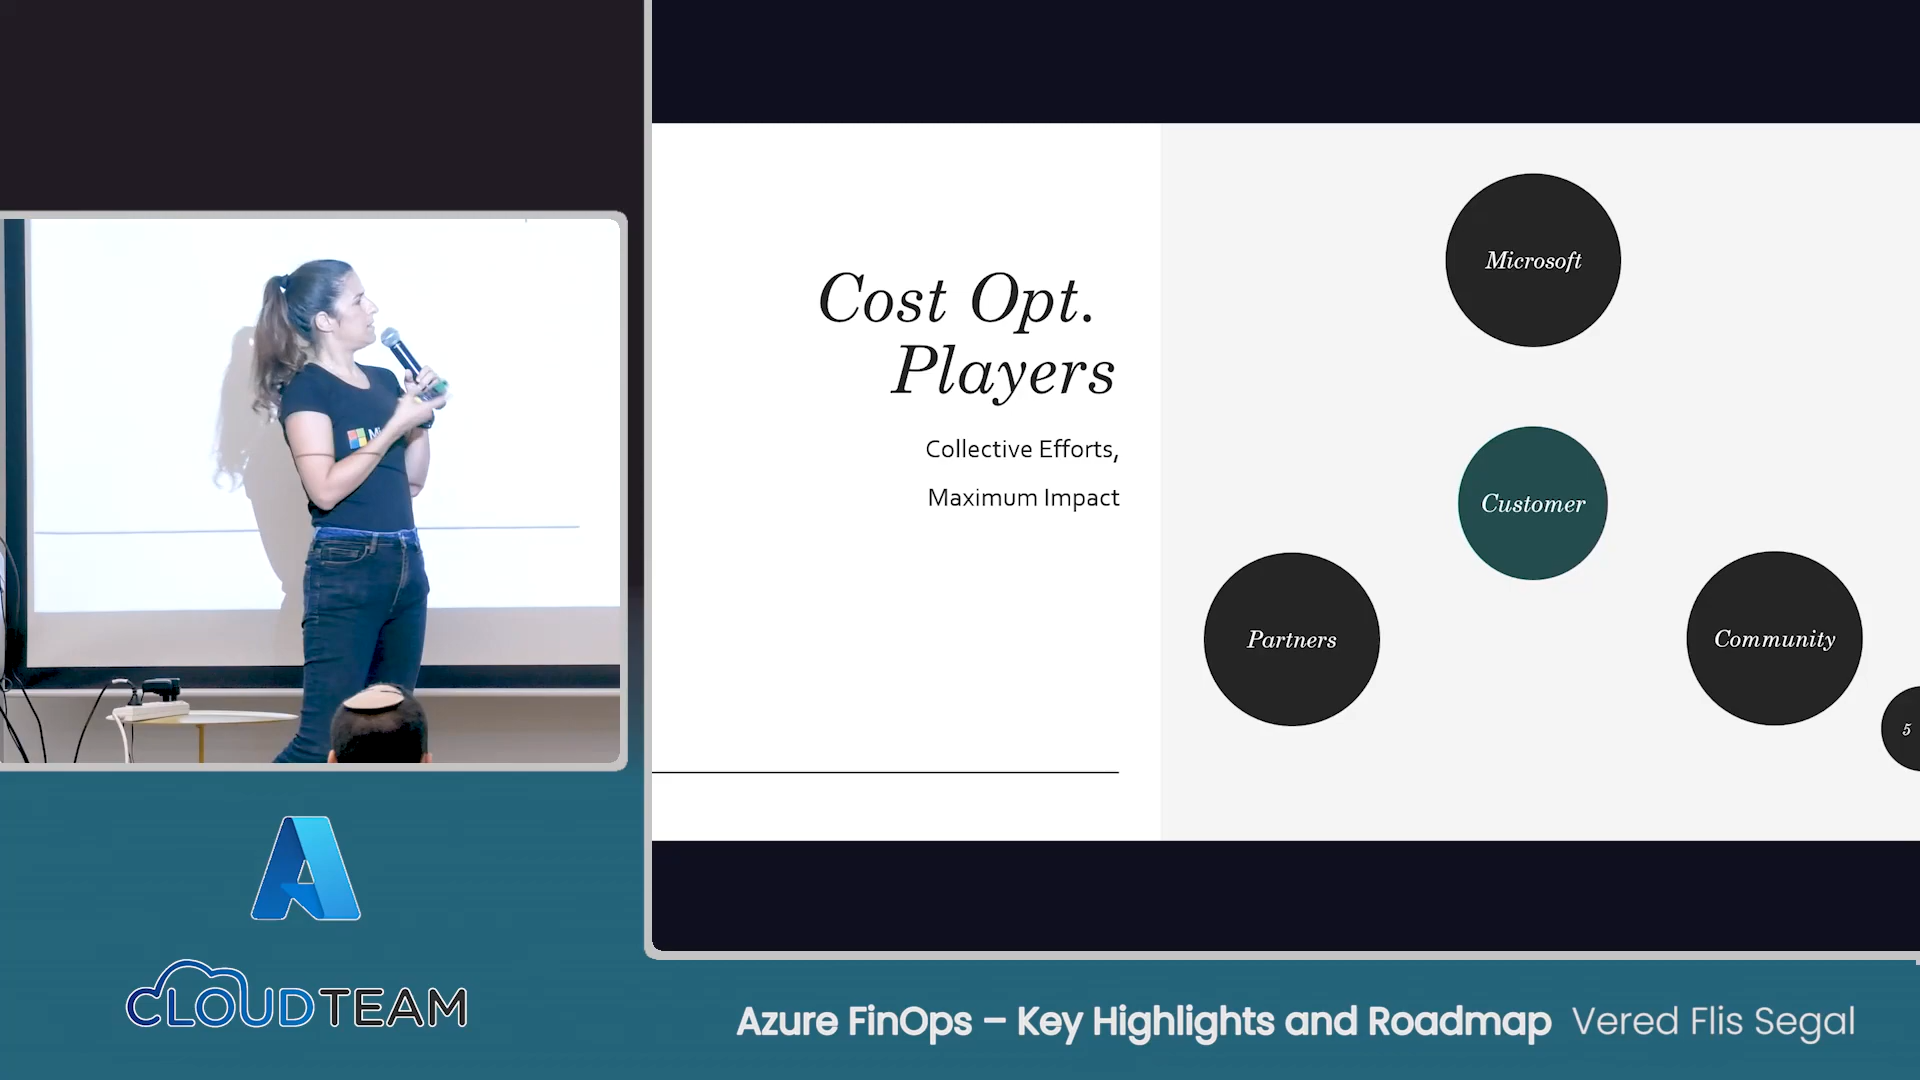 Cost Opt.
Players
Collective Efforts,
Maximum Impact
Microsoft
Customer
Partners
Community
5
CLOUDTEAM
Azure FinOps – Key Highlights and Roadmap Vered Flis Segal